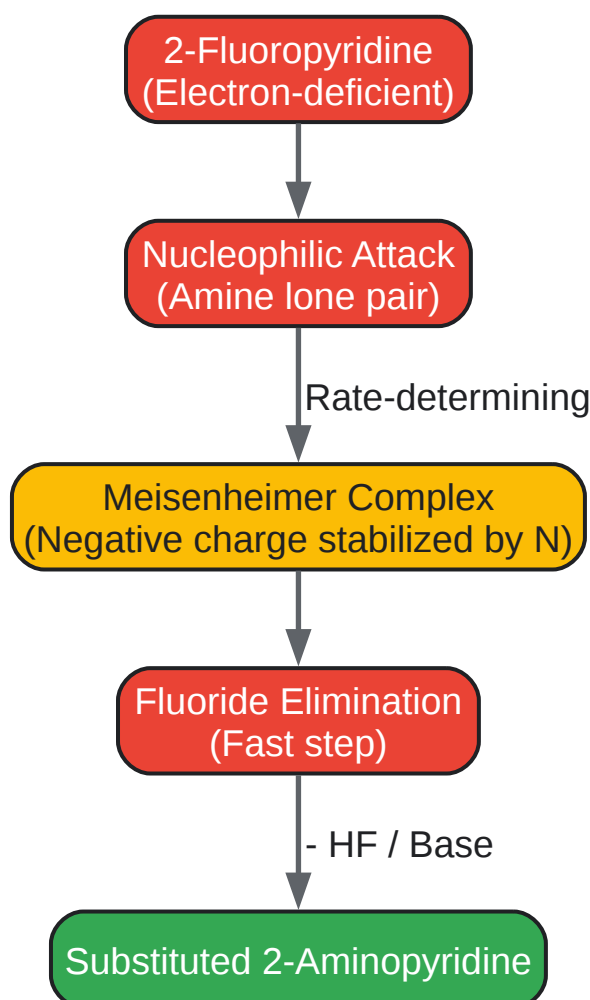 2-Fluoropyridine
(Electron-deficient)
Nucleophilic Attack
(Amine lone pair)
Rate-determining
Meisenheimer Complex
(Negative charge stabilized by N)
Fluoride Elimination
(Fast step)
- HF / Base
Substituted 2-Aminopyridine